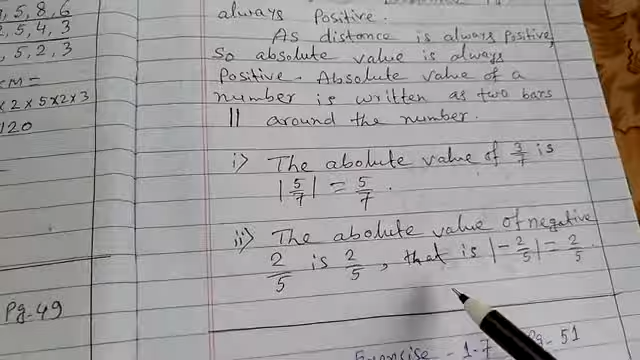 5, 8, 6
5, 4, 3
, 5, 2, 3
CM =
x 2 x 5 x 2 x 3
120
Pg-49
always Positive.
As distance is always Positive,
So absolute value is always
Positive. Absolute value of a
number is written as two bars
|| around the number.
i) The abolute value of 3/7 is
|5/7| = 5/7.
ii) The abolute value of negative
2/5 is 2/5, that is |-2/5| = 2/5.
Exercise - 1.7 Pg- 51